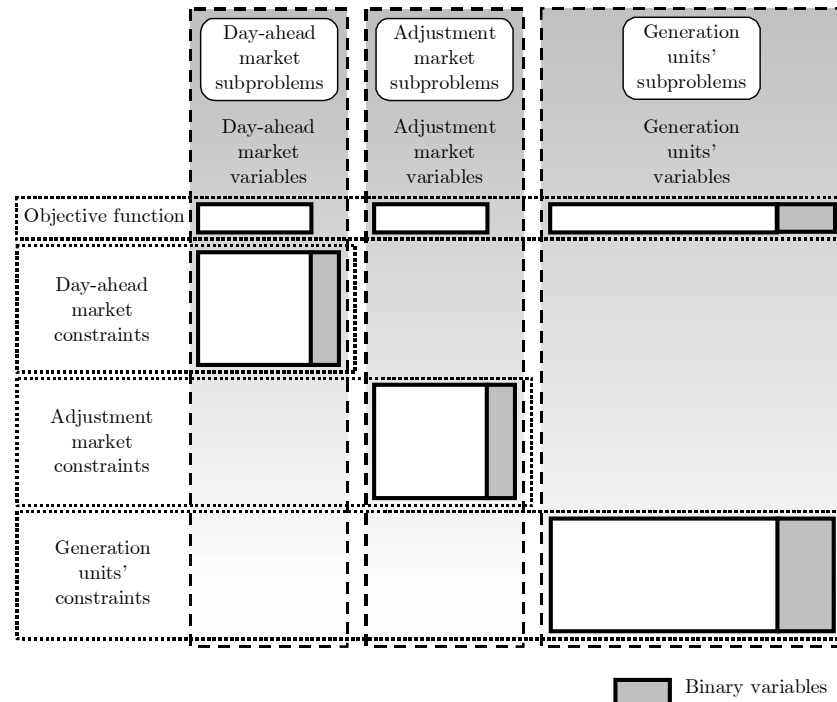 Day-ahead
market
subproblems
Adjustment
market
subproblems
Generation
units'
subproblems
Day-ahead
market
variables
Adjustment
market
variables
Generation
units'
variables
Objective function
Day-ahead
market
constraints
Adjustment
market
constraints
Generation
units'
constraints
Binary variables